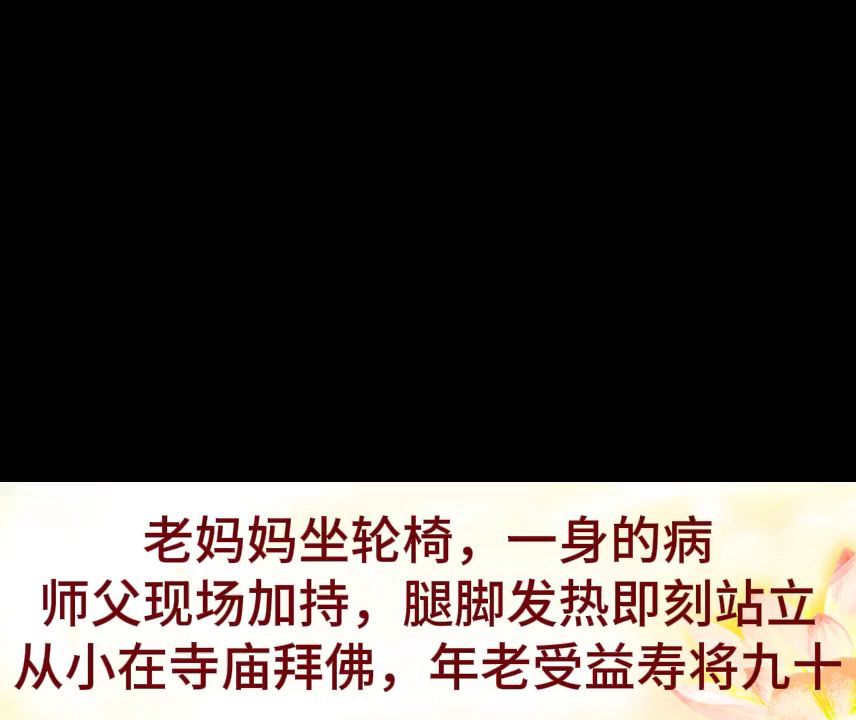 老妈妈坐轮椅，一身的病
师父现场加持，腿脚发热即刻站立
从小在寺庙拜佛，年老受益寿将九十